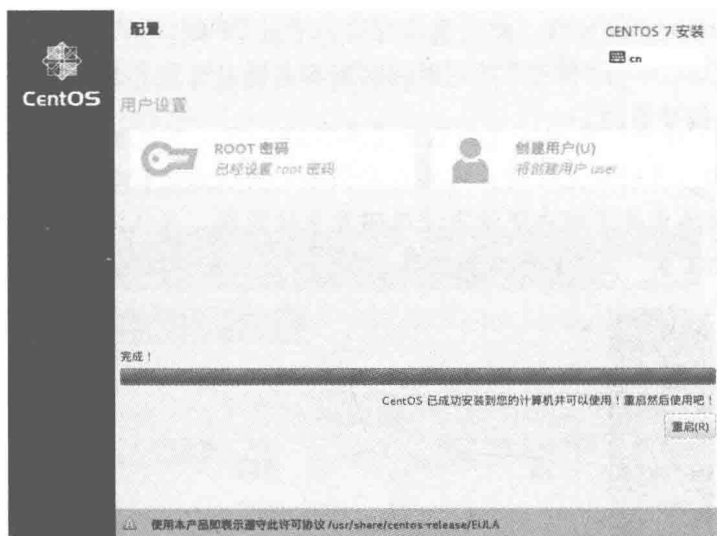 配置
CENTOS 7 安装
cn
CentOS
用户设置
ROOT 密码
已经设置 root 密码
创建用户(U)
将创建用户 user
完成！
CentOS 已成功安装到您的计算机并可以使用！重启然后使用吧！
重启(R)
使用本产品即表示遵守此许可协议 /usr/share/centos-release/EULA